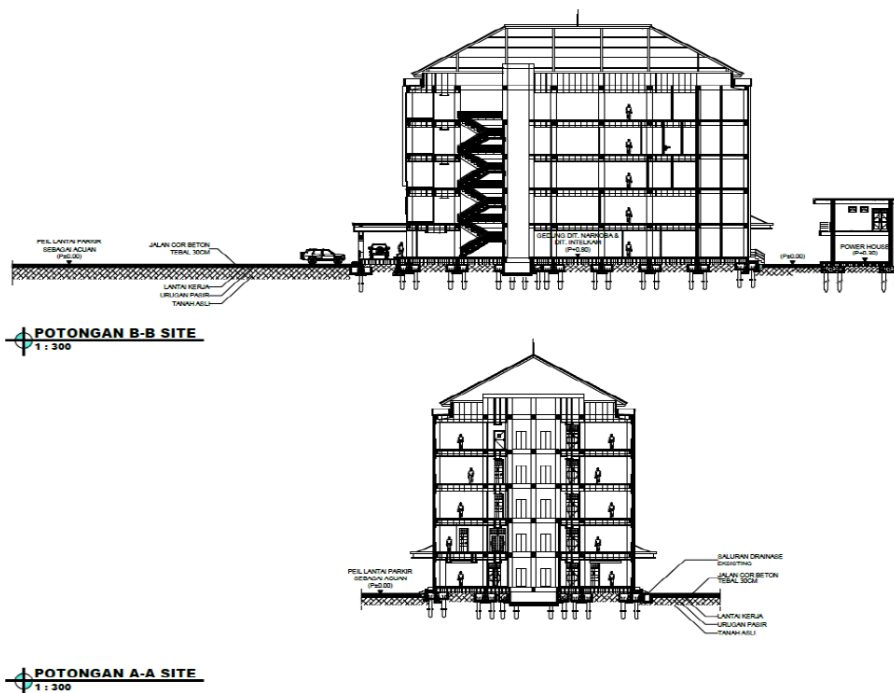 PEIL LANTAI PARKIR
SEBAGAI ACUAN
(P±0.00)
JALAN COR BETON
TEBAL 30CM
LANTAI KERJA
URUGAN PASIR
TANAH ASLI
GEDUNG DIT. NARKOBA &
DIT. INTELKAM
(P+0.80)
(P±0.00)
POWER HOUSE
(P+0.30)
POTONGAN B-B SITE
1 : 300
PEIL LANTAI PARKIR
SEBAGAI ACUAN
(P±0.00)
SALURAN DRAINASE
EKSISTING
JALAN COR BETON
TEBAL 30CM
LANTAI KERJA
URUGAN PASIR
TANAH ASLI
POTONGAN A-A SITE
1 : 300